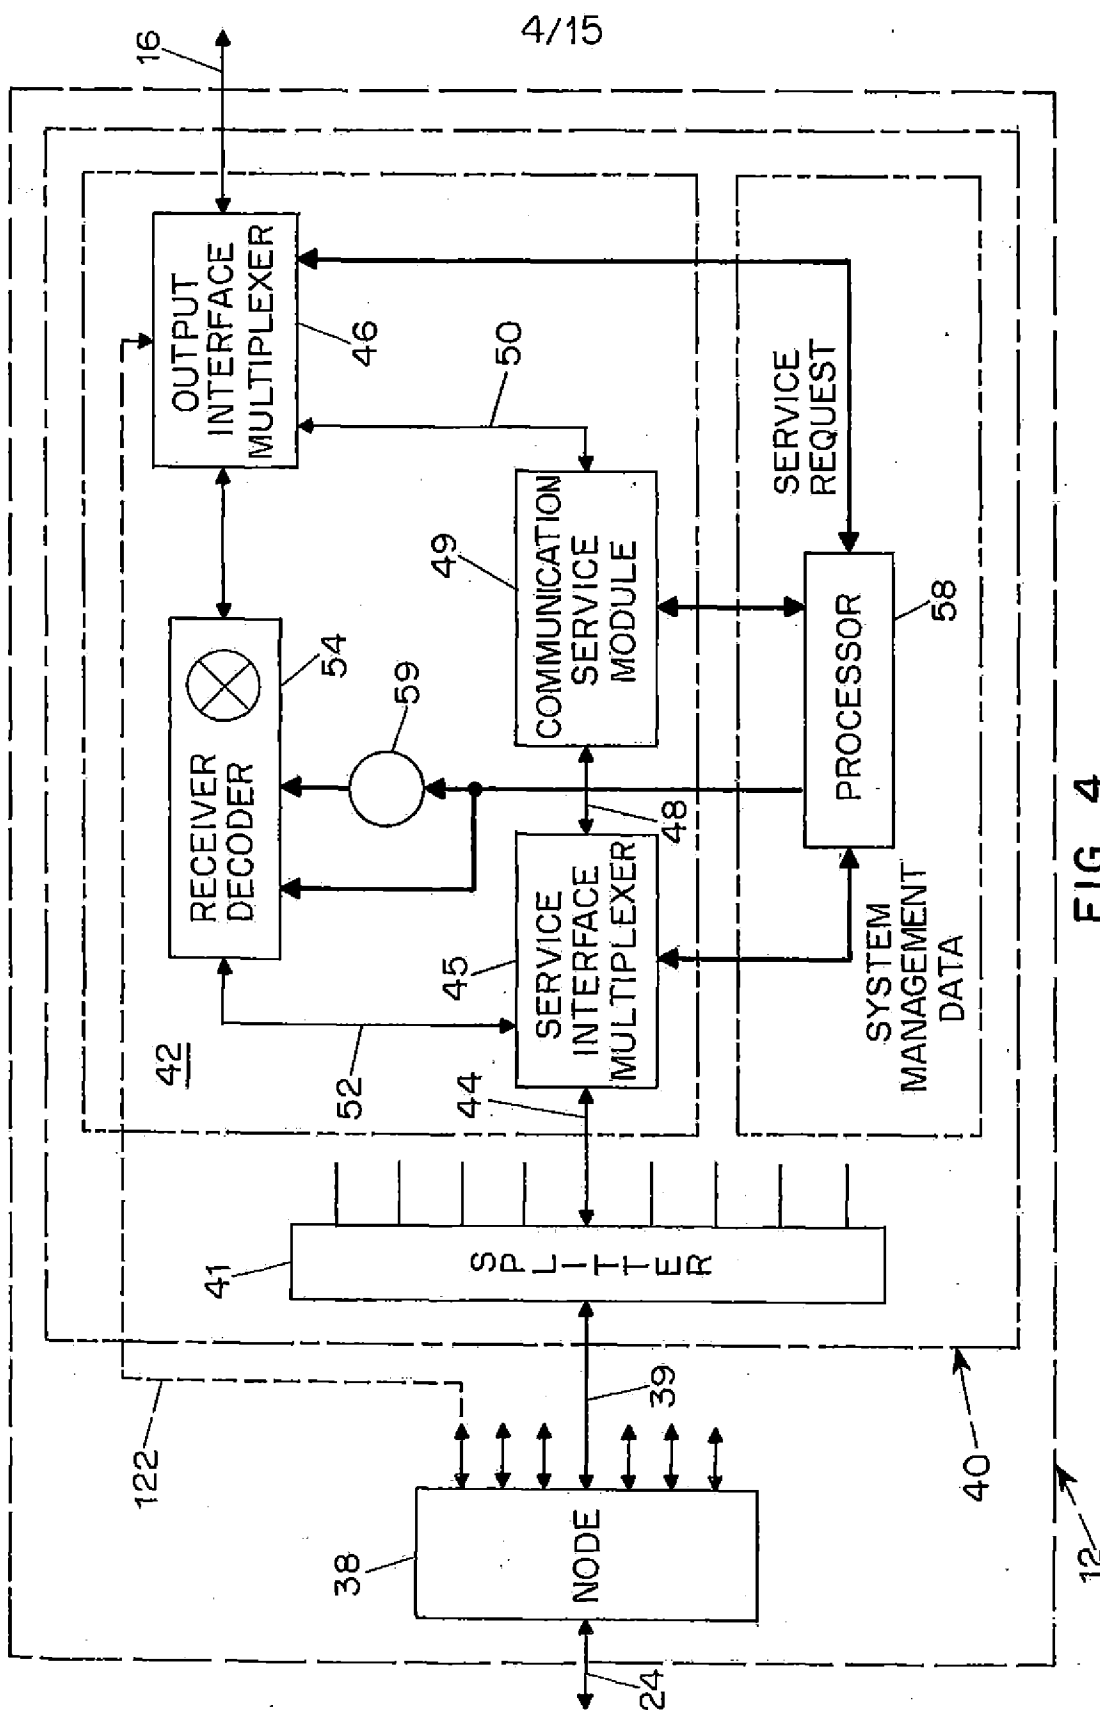 4/15
16
122
42
OUTPUT
INTERFACE
MULTIPLEXER
46
50
RECEIVER
DECODER
54
59
52
COMMUNICATION
SERVICE
MODULE
49
48
SERVICE
INTERFACE
MULTIPLEXER
45
44
SERVICE
REQUEST
PROCESSOR
58
SYSTEM
MANAGEMENT
DATA
SPLITTER
41
39
40
NODE
38
24
12
FIG. 4